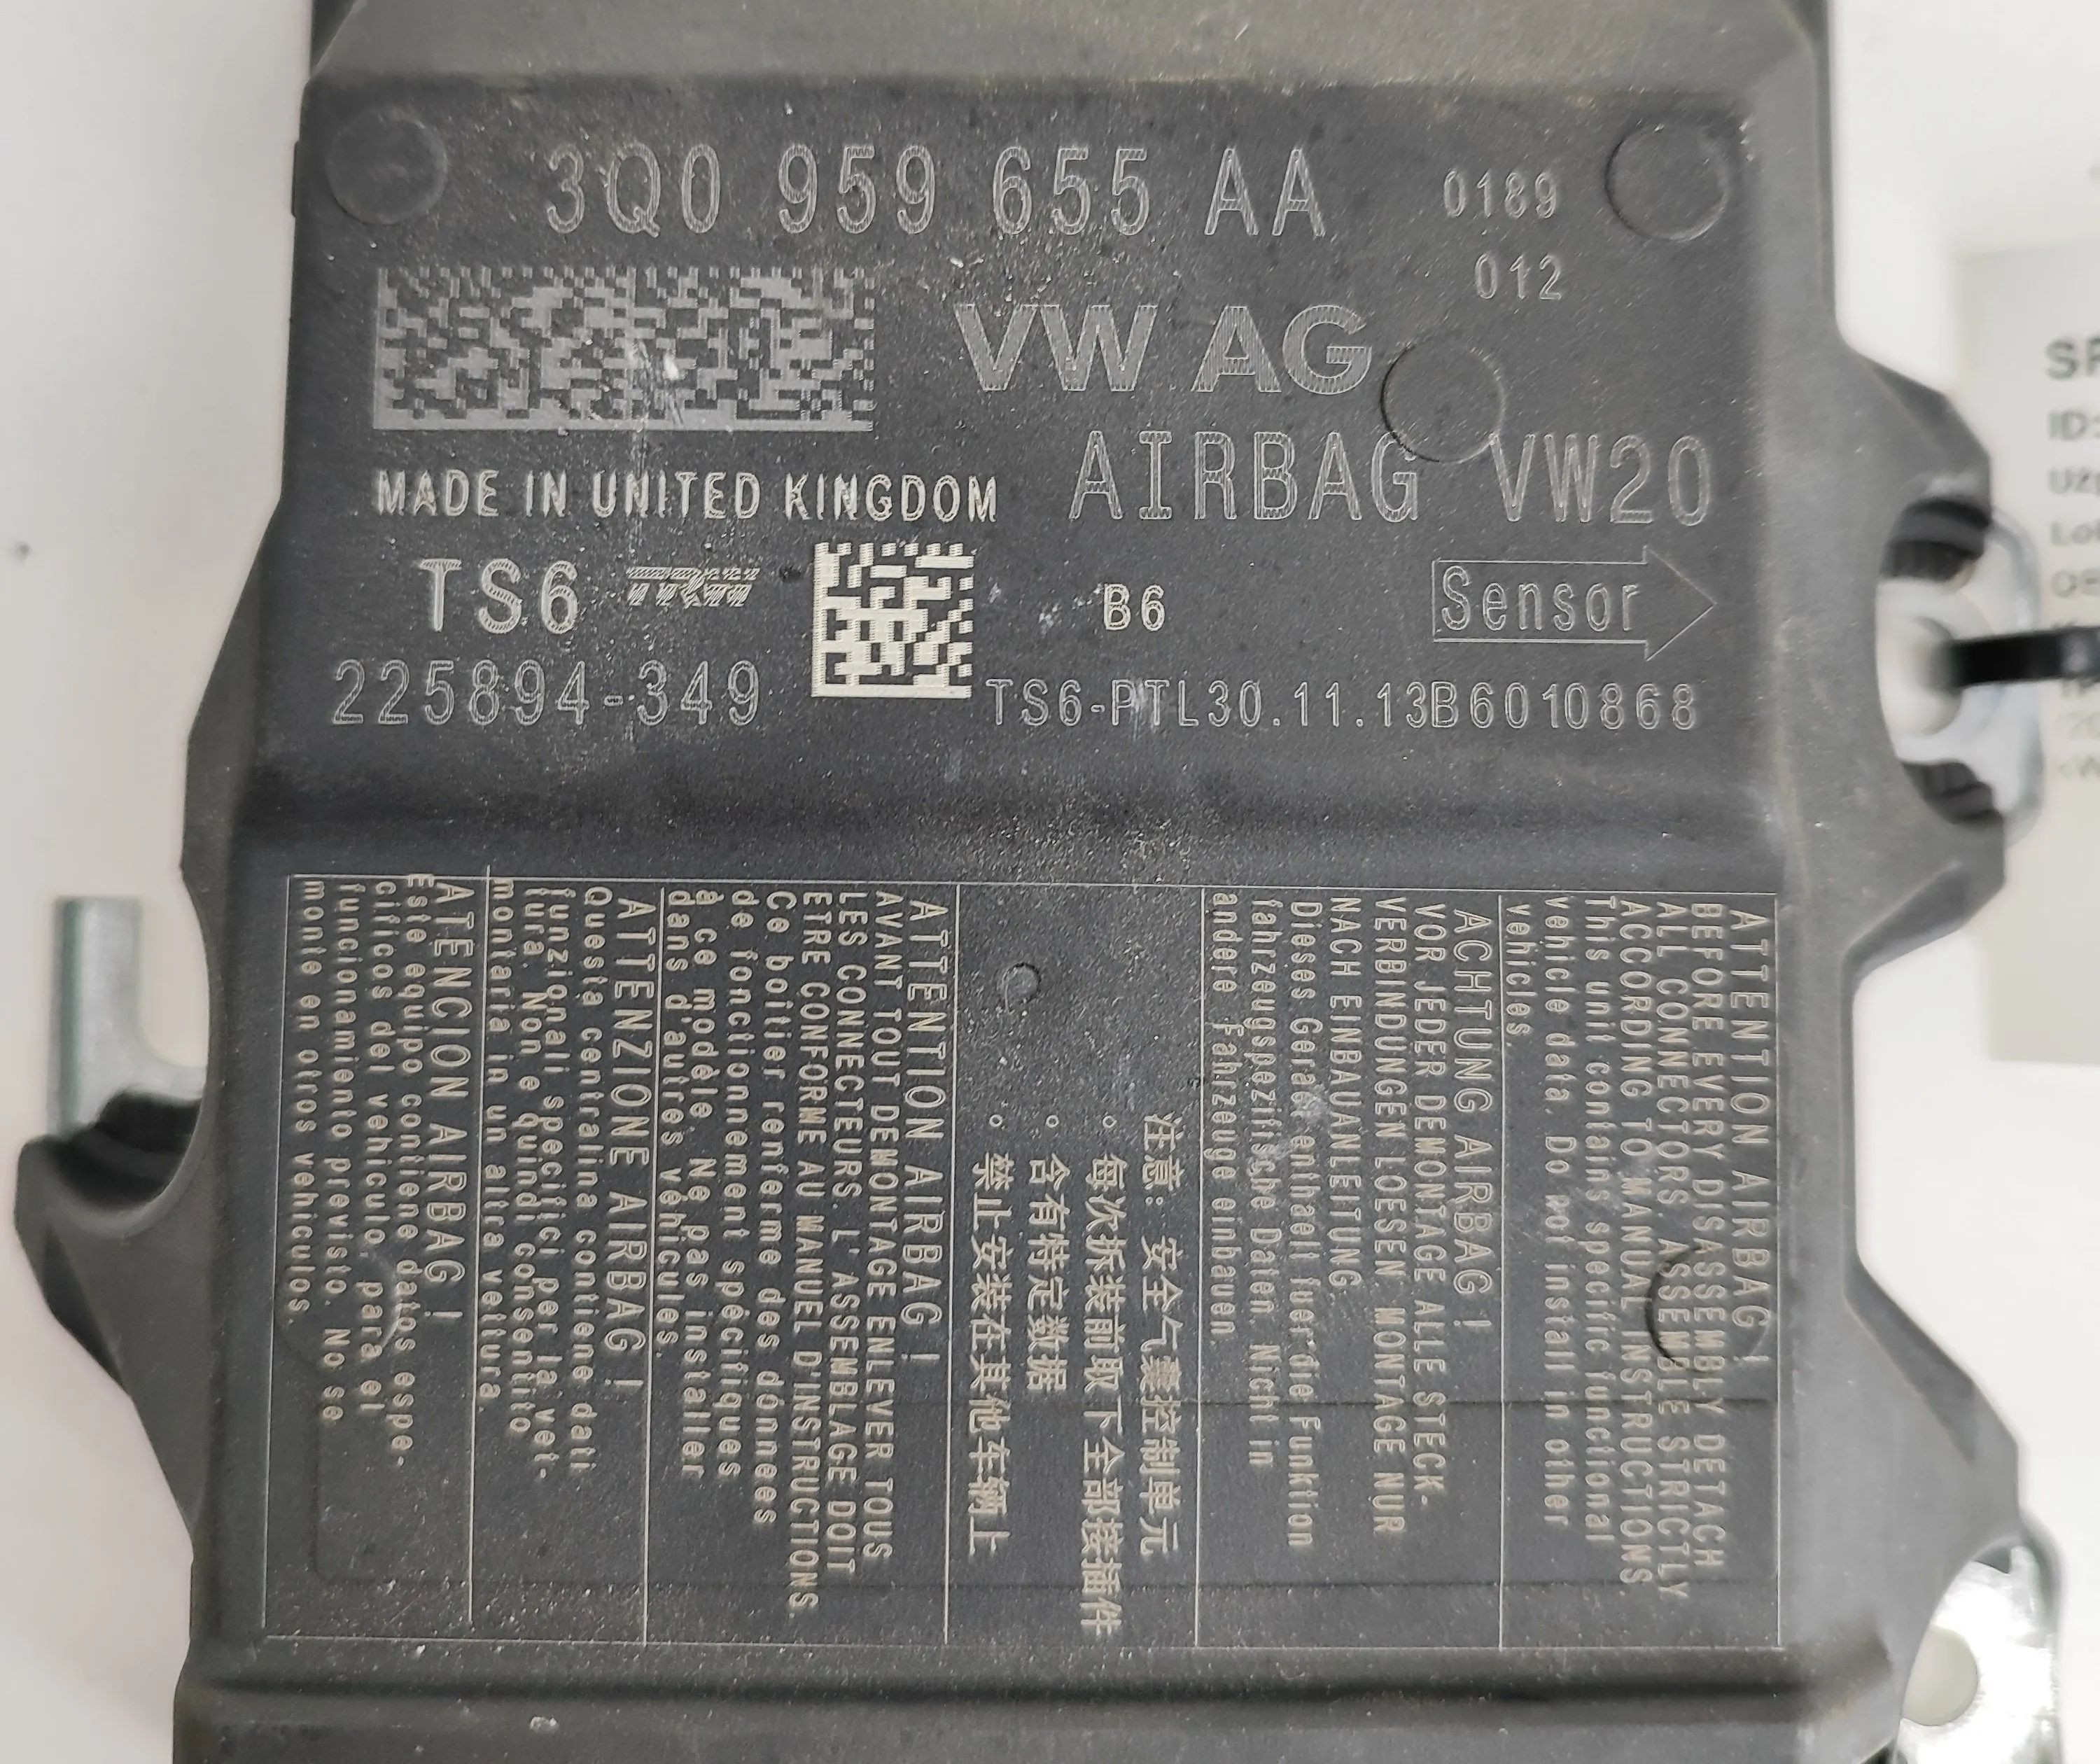 3Q0 959 655 AA 0189
012
VW AG
AIRBAG VW20
MADE IN UNITED KINGDOM
TS6 TRW B6 Sensor
225894-349 TS6-PTL30.11.13B6010868
ATTENTION AIRBAG !
BEFORE EVERY DISASSEMBLY DETACH
ALL CONNECTORS. ASSEMBLE STRICTLY
ACCORDING TO MANUAL INSTRUCTIONS.
This unit contains specific functional
vehicle data. Do not install in other
vehicles.
ACHTUNG AIRBAG !
VOR JEDER DEMONTAGE ALLE STECK-
VERBINDUNGEN LOESEN. MONTAGE NUR
NACH EINBAUANLEITUNG
Dieses Geraet enthaelt fuer die Funktion
fahrzeugspezifische Daten. Nicht in
andere Fahrzeuge einbauen
注意: 安全气囊控制单元
。每次拆装前取下全部接插件
。含有特定数据
。禁止安装在其他车辆上
ATTENTION AIRBAG !
AVANT TOUT DEMONTAGE ENLEVER TOUS
LES CONNECTEURS. L'ASSEMBLAGE DOIT
ETRE CONFORME AU MANUEL D'INSTRUCTIONS.
Ce boîtier renferme des données
de fonctionnement spécifiques
à ce modèle. Ne pas installer
dans d'autres véhicules.
ATTENZIONE AIRBAG !
Questa centralina contiene dati
funzionali specifici per la vet-
tura. Non e quindi consentito
montarla in un altra vettura.
ATENCION AIRBAG !
Este equipo contiene datos espe-
cificos del vehiculo para el
funcionamiento previsto. No se
monte en otros vehiculos.
SP
ID: